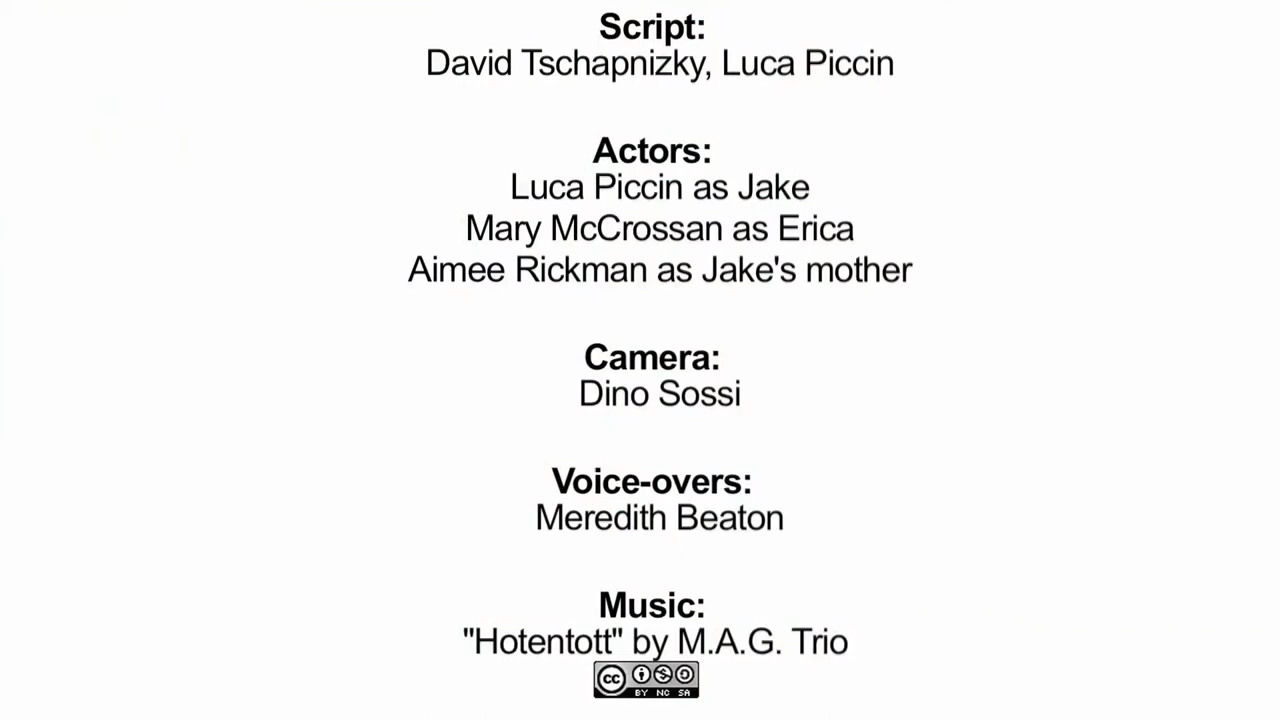 Script:
David Tschapnizky, Luca Piccin
Actors:
Luca Piccin as Jake
Mary McCrossan as Erica
Aimee Rickman as Jake's mother
Camera:
Dino Sossi
Voice-overs:
Meredith Beaton
Music:
"Hotentott" by M.A.G. Trio
cc
BY NC SA